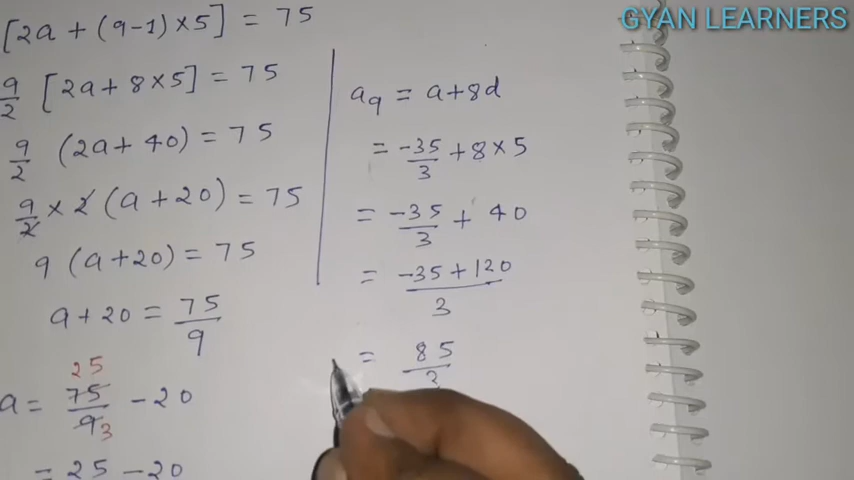 GYAN LEARNERS
[2a + (9-1)×5] = 75
9/2 [2a + 8×5] = 75
9/2 (2a + 40) = 75
9/2 × 2 (a + 20) = 75
9 (a+20) = 75
a + 20 = 75/9
25
a = 75/9 - 20
3
= 25 - 20
a9 = a+8d
= -35/3 + 8×5
= -35/3 + 40
= -35+120/3
= 85/3